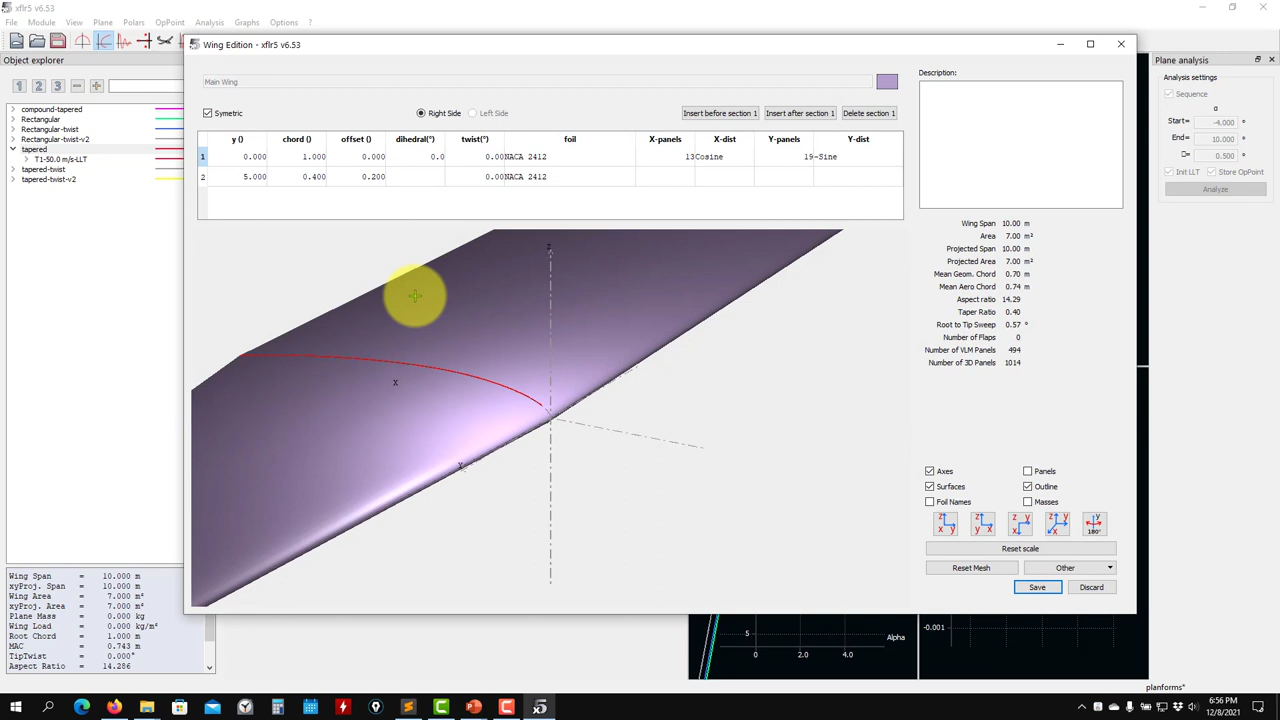 xflr5 v6.53
File Module View Plane Polars OpPoint Analysis Graphs Options ?
Object explorer
1 2 3
compound-tapered
Rectangular
Rectangular-twist
Rectangular-twist-v2
tapered
T1-50.0 m/s-LLT
tapered-twist
tapered-twist-v2
Wing Span = 10.000 m
xyProj. Span = 10.000 m
Wing Area = 7.000 m²
xyProj. Area = 7.000 m²
Plane Mass = 0.000 kg
Wing Load = 0.000 kg/m²
Root Chord = 1.000 m
MAC = 0.743 m
TipTwist = 0.000°
Aspect Ratio = 14.286
Wing Edition - xflr5 v6.53
Main Wing
Symetric Right Side Left Side Insert before section 1 Insert after section 1 Delete section 1
y () chord () offset () dihedral(°) twist(°) foil X-panels X-dist Y-panels Y-dist
1 0.000 1.000 0.000 0.0 0.00 NACA 2412 13 Cosine 19 -Sine
2 5.000 0.400 0.200 0.00 NACA 2412
Z
X
Y
Description:
Wing Span 10.00 m
Area 7.00 m²
Projected Span 10.00 m
Projected Area 7.00 m²
Mean Geom. Chord 0.70 m
Mean Aero Chord 0.74 m
Aspect ratio 14.29
Taper Ratio 0.40
Root to Tip Sweep 0.57 °
Number of Flaps 0
Number of VLM Panels 494
Number of 3D Panels 1014
Axes Panels
Surfaces Outline
Foil Names Masses
z x y z y x z y x z y x y 180°
Reset scale
Reset Mesh Other
Save Discard
Plane analysis
Analysis settings
Sequence
α
Start= -4.000
End= 10.000
0.500
Init LLT Store OpPoint
Analyze
5
0 2.0 4.0
Alpha
-0.001
planforms*
6:56 PM
12/8/2021